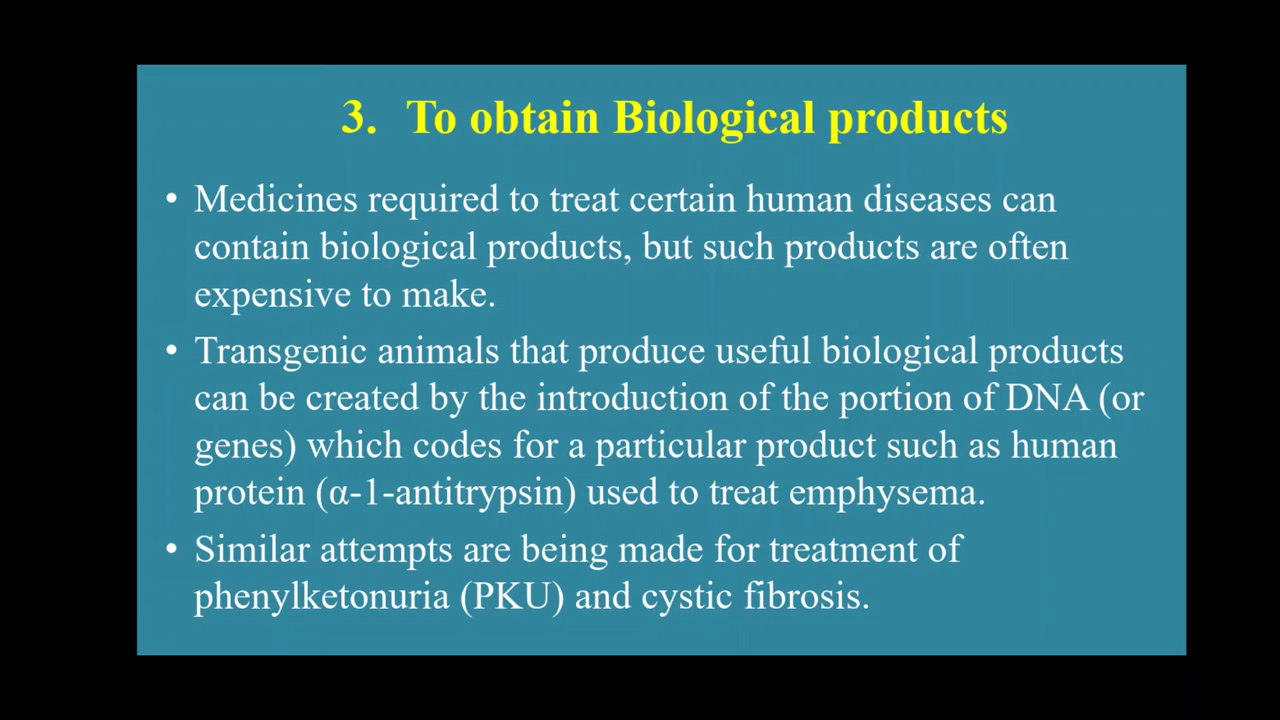 3. To obtain Biological products
• Medicines required to treat certain human diseases can
contain biological products, but such products are often
expensive to make.
• Transgenic animals that produce useful biological products
can be created by the introduction of the portion of DNA (or
genes) which codes for a particular product such as human
protein (α-1-antitrypsin) used to treat emphysema.
• Similar attempts are being made for treatment of
phenylketonuria (PKU) and cystic fibrosis.